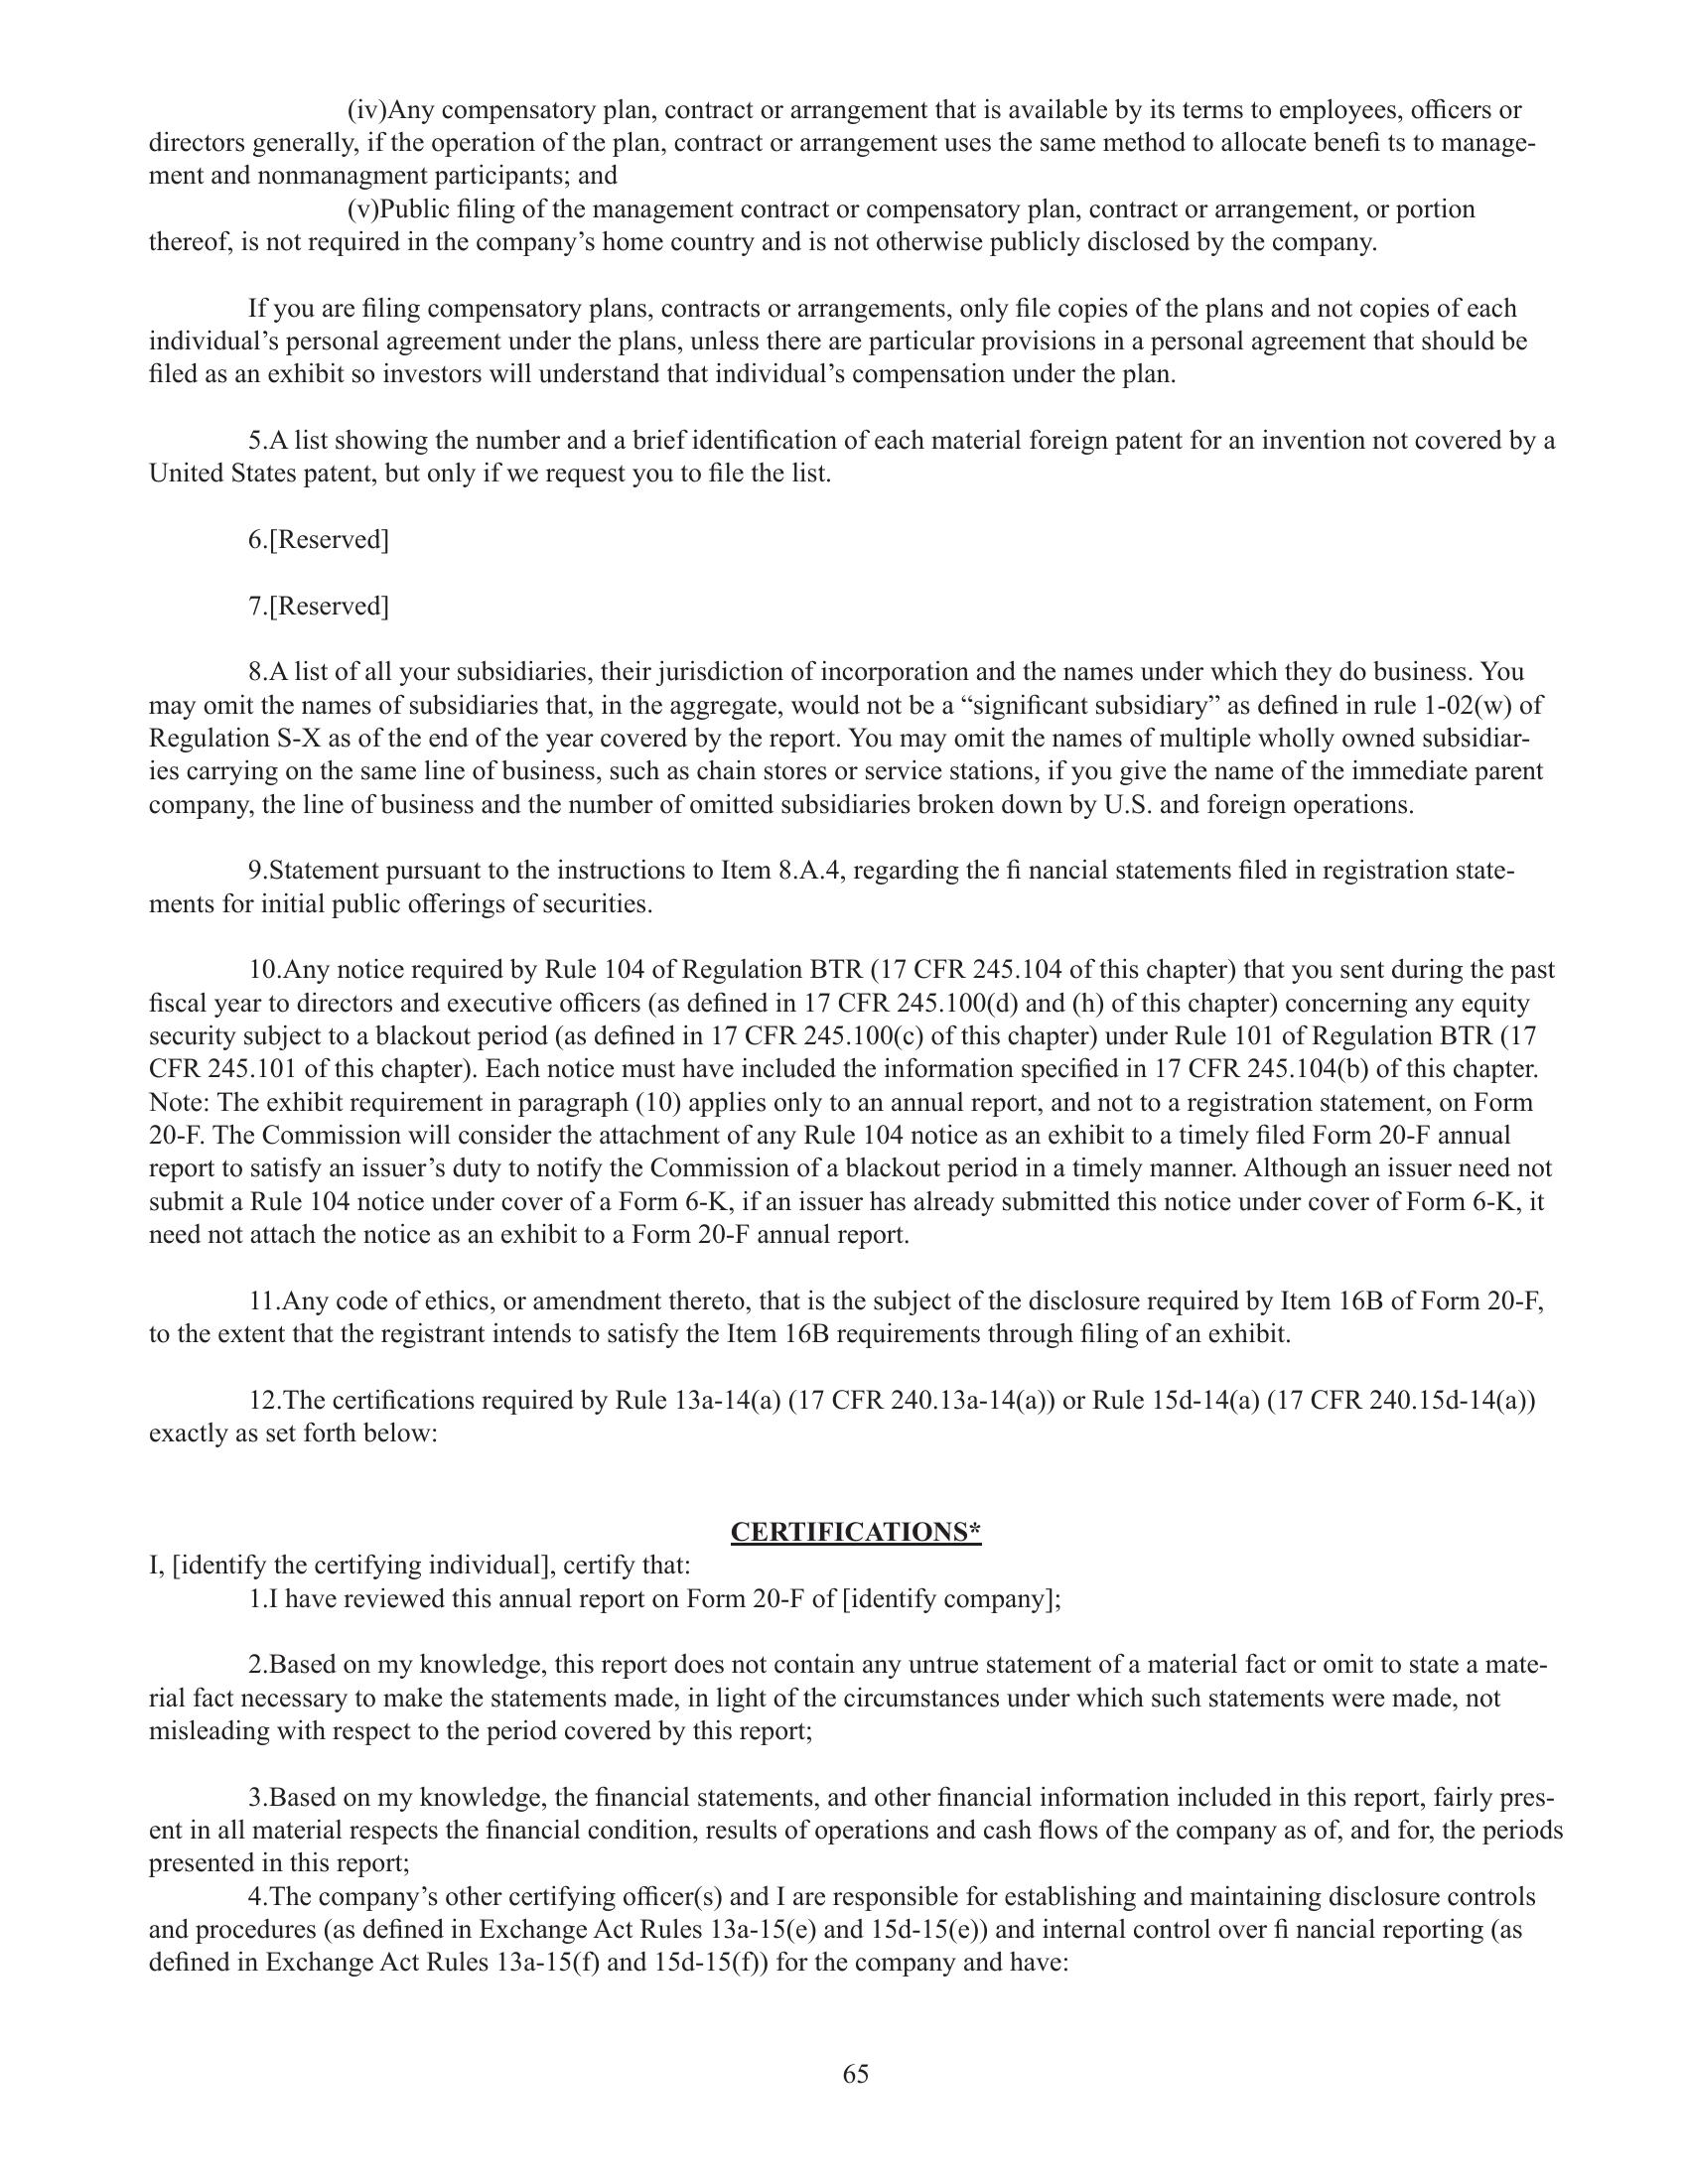 (iv)Any compensatory plan, contract or arrangement that is available by its terms to employees, officers or
directors generally, if the operation of the plan, contract or arrangement uses the same method to allocate benefi ts to manage-
ment and nonmanagment participants; and
(v)Public filing of the management contract or compensatory plan, contract or arrangement, or portion
thereof, is not required in the company’s home country and is not otherwise publicly disclosed by the company.
If you are filing compensatory plans, contracts or arrangements, only file copies of the plans and not copies of each
individual’s personal agreement under the plans, unless there are particular provisions in a personal agreement that should be
filed as an exhibit so investors will understand that individual’s compensation under the plan.
5.A list showing the number and a brief identification of each material foreign patent for an invention not covered by a
United States patent, but only if we request you to file the list.
6.[Reserved]
7.[Reserved]
8.A list of all your subsidiaries, their jurisdiction of incorporation and the names under which they do business. You
may omit the names of subsidiaries that, in the aggregate, would not be a “significant subsidiary” as defined in rule 1-02(w) of
Regulation S-X as of the end of the year covered by the report. You may omit the names of multiple wholly owned subsidiar-
ies carrying on the same line of business, such as chain stores or service stations, if you give the name of the immediate parent
company, the line of business and the number of omitted subsidiaries broken down by U.S. and foreign operations.
9.Statement pursuant to the instructions to Item 8.A.4, regarding the fi nancial statements filed in registration state-
ments for initial public offerings of securities.
10.Any notice required by Rule 104 of Regulation BTR (17 CFR 245.104 of this chapter) that you sent during the past
fiscal year to directors and executive officers (as defined in 17 CFR 245.100(d) and (h) of this chapter) concerning any equity
security subject to a blackout period (as defined in 17 CFR 245.100(c) of this chapter) under Rule 101 of Regulation BTR (17
CFR 245.101 of this chapter). Each notice must have included the information specified in 17 CFR 245.104(b) of this chapter.
Note: The exhibit requirement in paragraph (10) applies only to an annual report, and not to a registration statement, on Form
20-F. The Commission will consider the attachment of any Rule 104 notice as an exhibit to a timely filed Form 20-F annual
report to satisfy an issuer’s duty to notify the Commission of a blackout period in a timely manner. Although an issuer need not
submit a Rule 104 notice under cover of a Form 6-K, if an issuer has already submitted this notice under cover of Form 6-K, it
need not attach the notice as an exhibit to a Form 20-F annual report.
11.Any code of ethics, or amendment thereto, that is the subject of the disclosure required by Item 16B of Form 20-F,
to the extent that the registrant intends to satisfy the Item 16B requirements through filing of an exhibit.
12.The certifications required by Rule 13a-14(a) (17 CFR 240.13a-14(a)) or Rule 15d-14(a) (17 CFR 240.15d-14(a))
exactly as set forth below:
CERTIFICATIONS*
I, [identify the certifying individual], certify that:
1.I have reviewed this annual report on Form 20-F of [identify company];
2.Based on my knowledge, this report does not contain any untrue statement of a material fact or omit to state a mate-
rial fact necessary to make the statements made, in light of the circumstances under which such statements were made, not
misleading with respect to the period covered by this report;
3.Based on my knowledge, the financial statements, and other financial information included in this report, fairly pres-
ent in all material respects the financial condition, results of operations and cash flows of the company as of, and for, the periods
presented in this report;
4.The company’s other certifying officer(s) and I are responsible for establishing and maintaining disclosure controls
and procedures (as defined in Exchange Act Rules 13a-15(e) and 15d-15(e)) and internal control over fi nancial reporting (as
defined in Exchange Act Rules 13a-15(f) and 15d-15(f)) for the company and have:
65